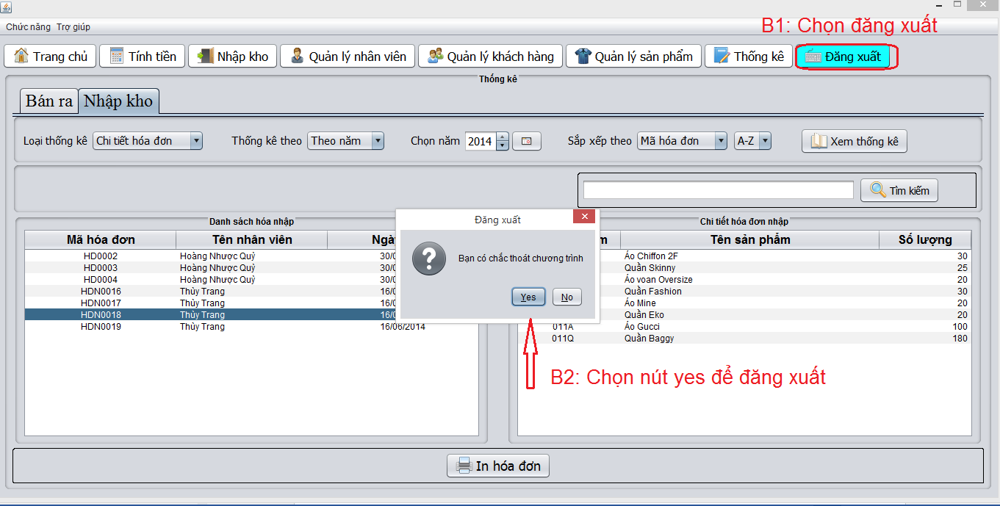 B1: Chọn đăng xuất
Chức năng Trợ giúp
Trang chủ Tính tiền Nhập kho Quản lý nhân viên Quản lý khách hàng Quản lý sản phẩm Thống kê Đăng xuất
Thống kê
Bán ra Nhập kho
Loại thống kê Chi tiết hóa đơn Thống kê theo Theo năm Chọn năm 2014 Sắp xếp theo Mã hóa đơn A-Z Xem thống kê
Tìm kiếm
Danh sách hóa nhập
Mã hóa đơn Tên nhân viên
HD0002 Hoàng Nhược Quỷ 30/0
HD0003 Hoàng Nhược Quỷ 30/0
HD0004 Hoàng Nhược Quỷ 30/0
HDN0016 Thùy Trang 16/0
HDN0017 Thùy Trang 16/0
HDN0018 Thùy Trang 16/0
HDN0019 Thùy Trang 16/06/2014
Đăng xuất
Bạn có chắc thoát chương trình
Yes No
Chi tiết hóa đơn nhập
m Tên sản phẩm Số lượng
Áo Chiffon 2F 30
Quần Skinny 25
Áo voan Oversize 20
Quần Fashion 30
Áo Mine 20
Quần Eko 20
011A Áo Gucci 100
011Q Quần Baggy 180
B2: Chọn nút yes để đăng xuất
In hóa đơn